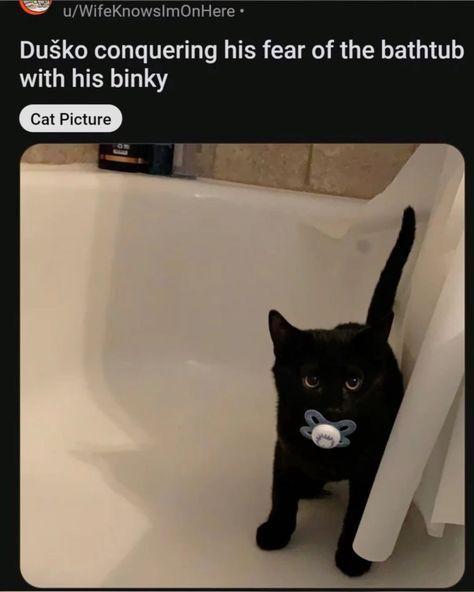 u/WifeKnowsImOnHere •
Duško conquering his fear of the bathtub
with his binky
Cat Picture